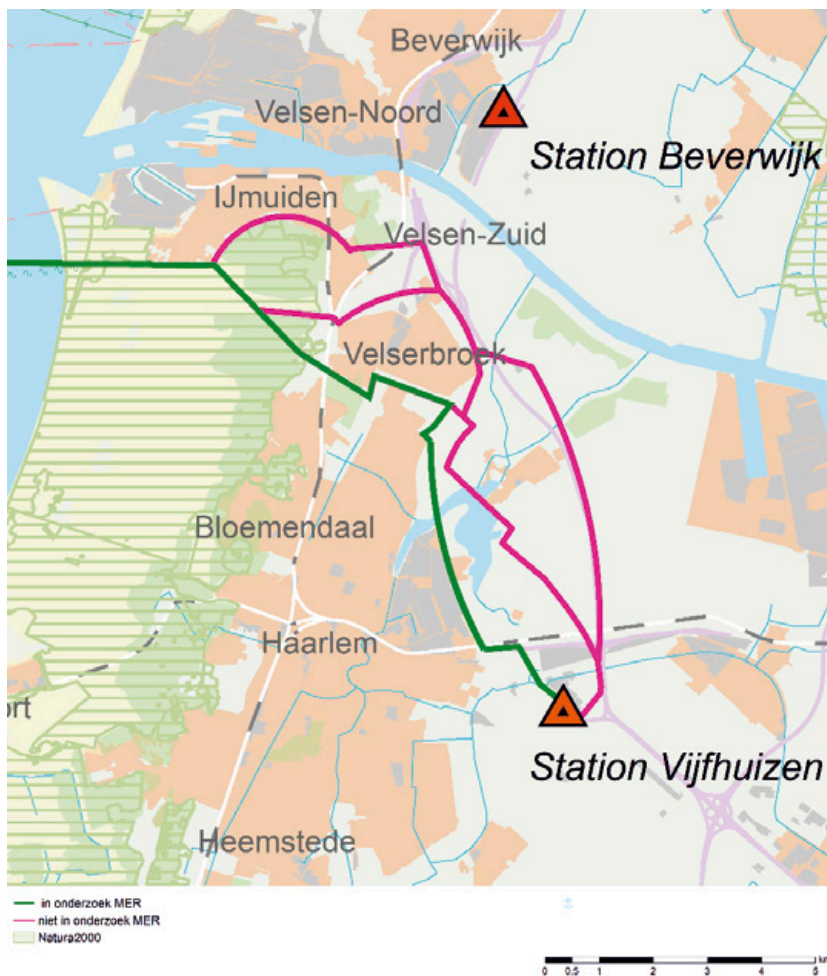 Beverwijk
Velsen-Noord
Station Beverwijk
IJmuiden
Velsen-Zuid
Velserbroek
Bloemendaal
Haarlem
ort
Station Vijfhuizen
Heemstede
in onderzoek MER
niet in onderzoek MER
Natura2000
0 0.5 1 2 3 4 5